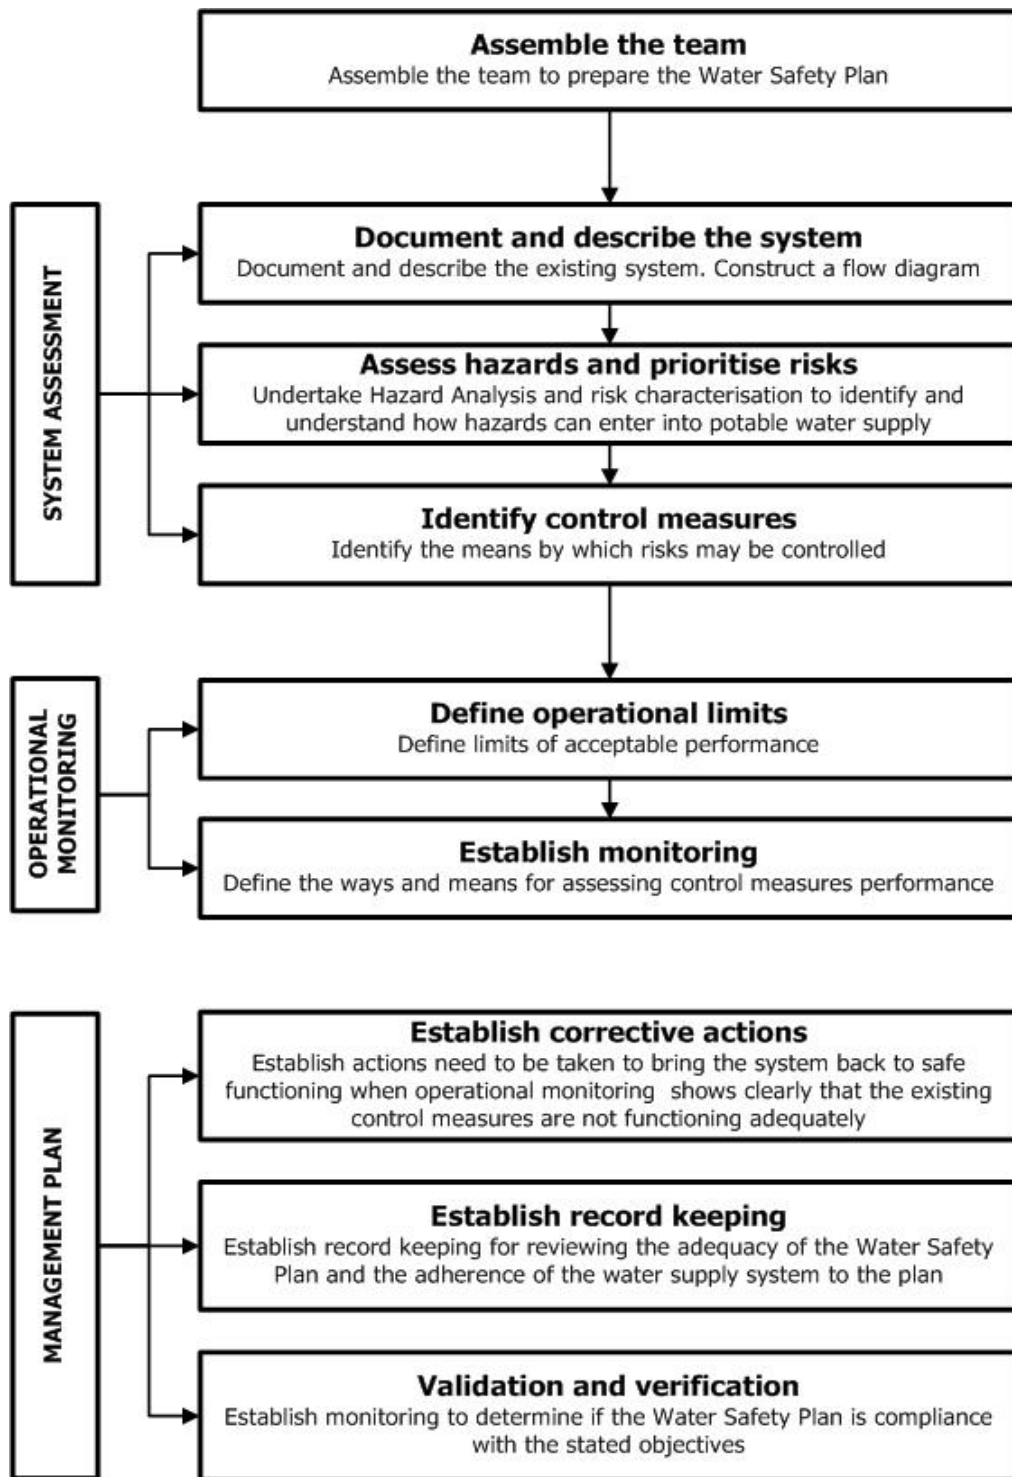 Assemble the team
Assemble the team to prepare the Water Safety Plan
SYSTEM ASSESSMENT
Document and describe the system
Document and describe the existing system. Construct a flow diagram
Assess hazards and prioritise risks
Undertake Hazard Analysis and risk characterisation to identify and
understand how hazards can enter into potable water supply
Identify control measures
Identify the means by which risks may be controlled
OPERATIONAL
MONITORING
Define operational limits
Define limits of acceptable performance
Establish monitoring
Define the ways and means for assessing control measures performance
MANAGEMENT PLAN
Establish corrective actions
Establish actions need to be taken to bring the system back to safe
functioning when operational monitoring shows clearly that the existing
control measures are not functioning adequately
Establish record keeping
Establish record keeping for reviewing the adequacy of the Water Safety
Plan and the adherence of the water supply system to the plan
Validation and verification
Establish monitoring to determine if the Water Safety Plan is compliance
with the stated objectives